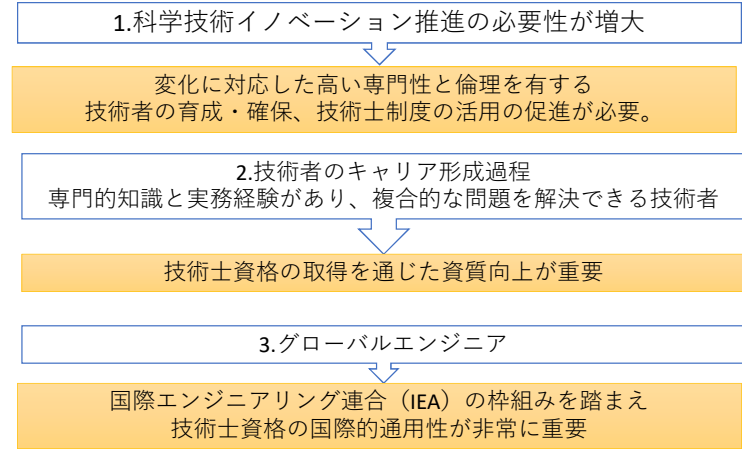 1.科学技術イノベーション推進の必要性が増大
変化に対応した高い専門性と倫理を有する
技術者の育成・確保、技術士制度の活用の促進が必要。
2.技術者のキャリア形成過程
専門的知識と実務経験があり、複合的な問題を解決できる技術者
技術士資格の取得を通じた資質向上が重要
3.グローバルエンジニア
国際エンジニアリング連合（IEA）の枠組みを踏まえ
技術士資格の国際的通用性が非常に重要